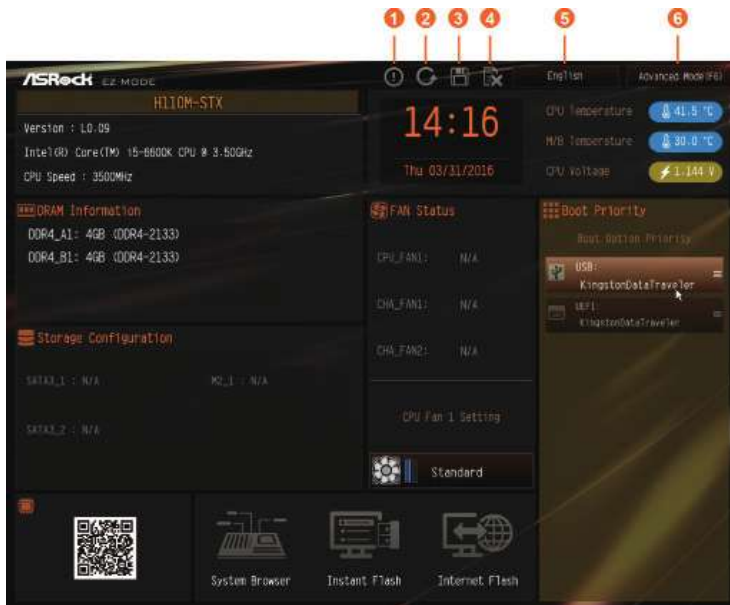 1 2 3 4 5 6
ASRock EZ MODE
English
Advanced Mode(F6)
H110M-STX
Version : L0.09
Intel(R) Core(TM) i5-6600K CPU @ 3.50GHz
CPU Speed : 3500MHz
14:16
Thu 03/31/2016
CPU Temperature 41.5 °C
M/B Temperature 30.0 °C
CPU Voltage 1.144 V
DRAM Information
DDR4_A1: 4GB (DDR4-2133)
DDR4_B1: 4GB (DDR4-2133)
FAN Status
CPU_FAN1: N/A
CHA_FAN1: N/A
CHA_FAN2: N/A
CPU Fan 1 Setting
Standard
Boot Priority
Boot Option Priority
USB:
KingstonDataTraveler
UEFI:
KingstonDataTraveler
Storage Configuration
SATA3_1 : N/A
M2_1 : N/A
SATA3_2 : N/A
System Browser
Instant Flash
Internet Flash